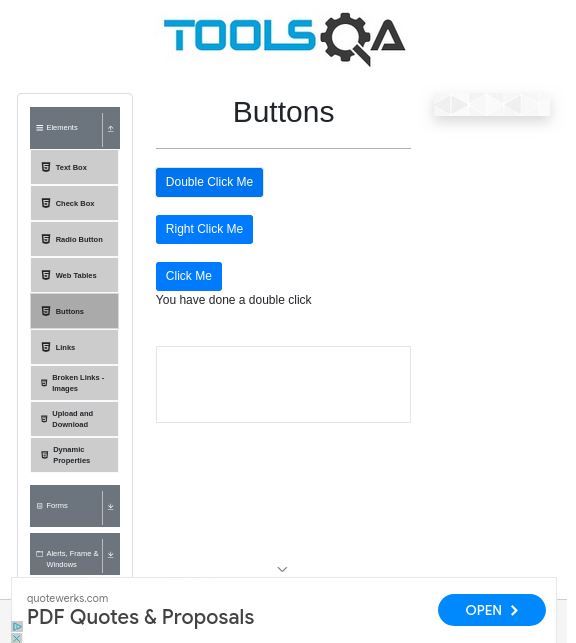 TOOLSQA
Buttons
Elements
Text Box
Check Box
Radio Button
Web Tables
Buttons
Links
Broken Links -
Images
Upload and
Download
Dynamic
Properties
Forms
Alerts, Frame &
Windows
Double Click Me
Right Click Me
Click Me
You have done a double click
quotewerks.com
PDF Quotes & Proposals
OPEN